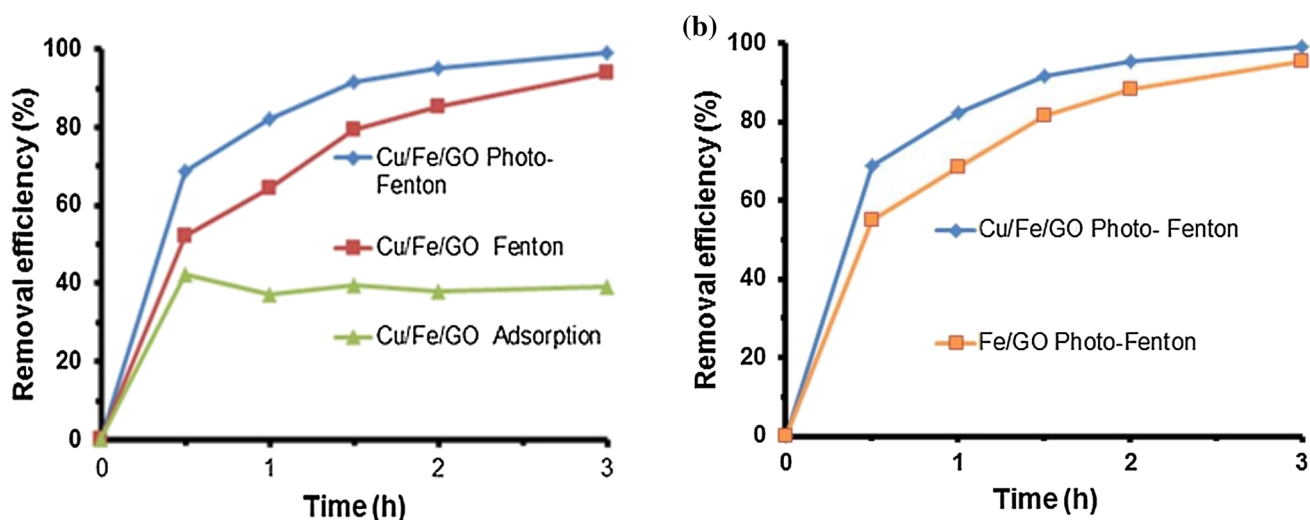 100
80
60
40
20
0
Removal efficiency (%)
Cu/Fe/GO Photo-
Fenton
Cu/Fe/GO Fenton
Cu/Fe/GO Adsorption
0 1 2 3
Time (h)
(b)
100
80
60
40
20
0
Removal efficiency (%)
Cu/Fe/GO Photo- Fenton
Fe/GO Photo-Fenton
0 1 2 3
Time (h)